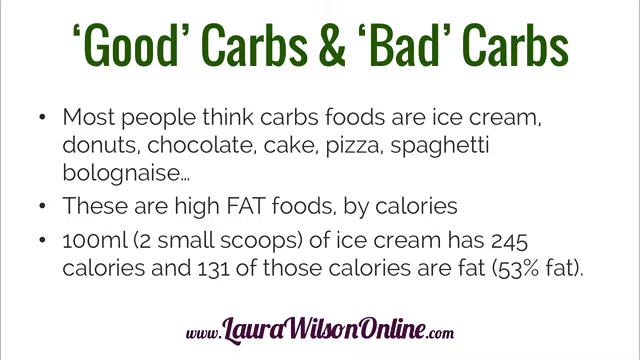 ‘Good’ Carbs & ‘Bad’ Carbs
• Most people think carbs foods are ice cream,
donuts, chocolate, cake, pizza, spaghetti
bolognaise…
• These are high FAT foods, by calories
• 100ml (2 small scoops) of ice cream has 245
calories and 131 of those calories are fat (53% fat).
www.LauraWilsonOnline.com